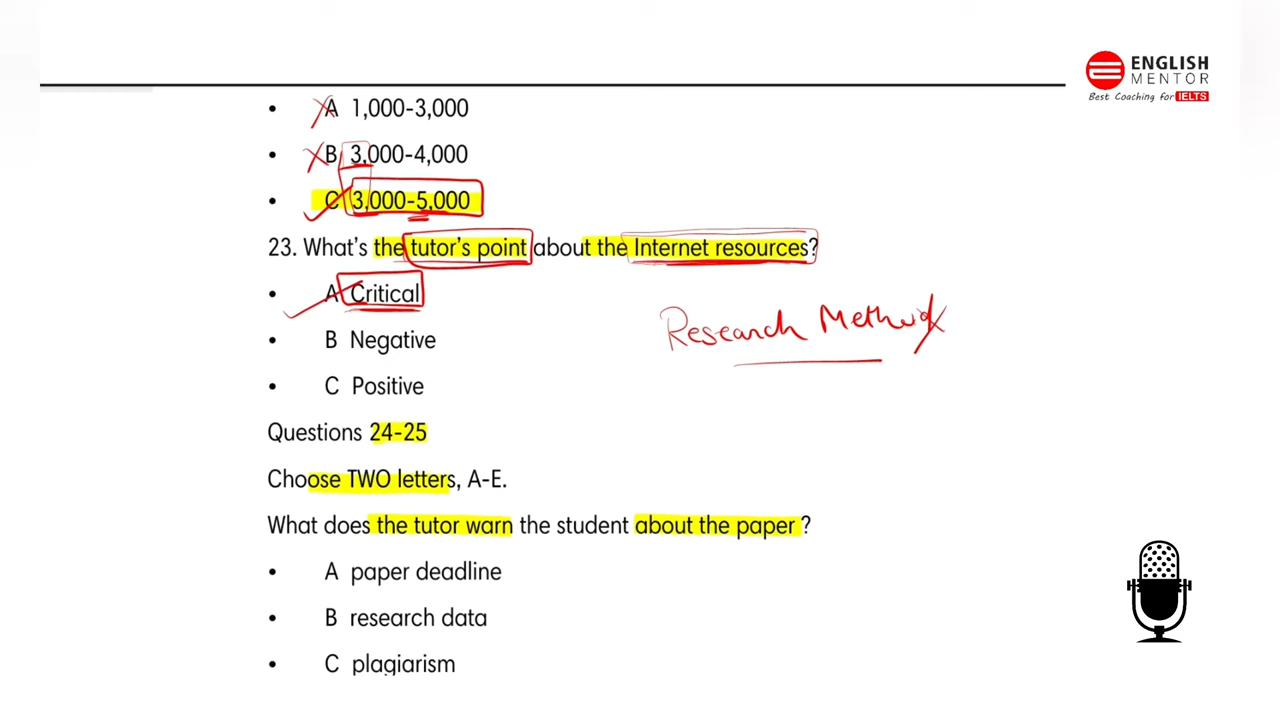 ENGLISH
MENTOR
Best Coaching for IELTS
• A 1,000-3,000
• B 3,000-4,000
• C 3,000-5,000
23. What's the tutor's point about the Internet resources?
• A Critical
Research Method
• B Negative
• C Positive
Questions 24-25
Choose TWO letters, A-E.
What does the tutor warn the student about the paper ?
• A paper deadline
• B research data
• C plagiarism